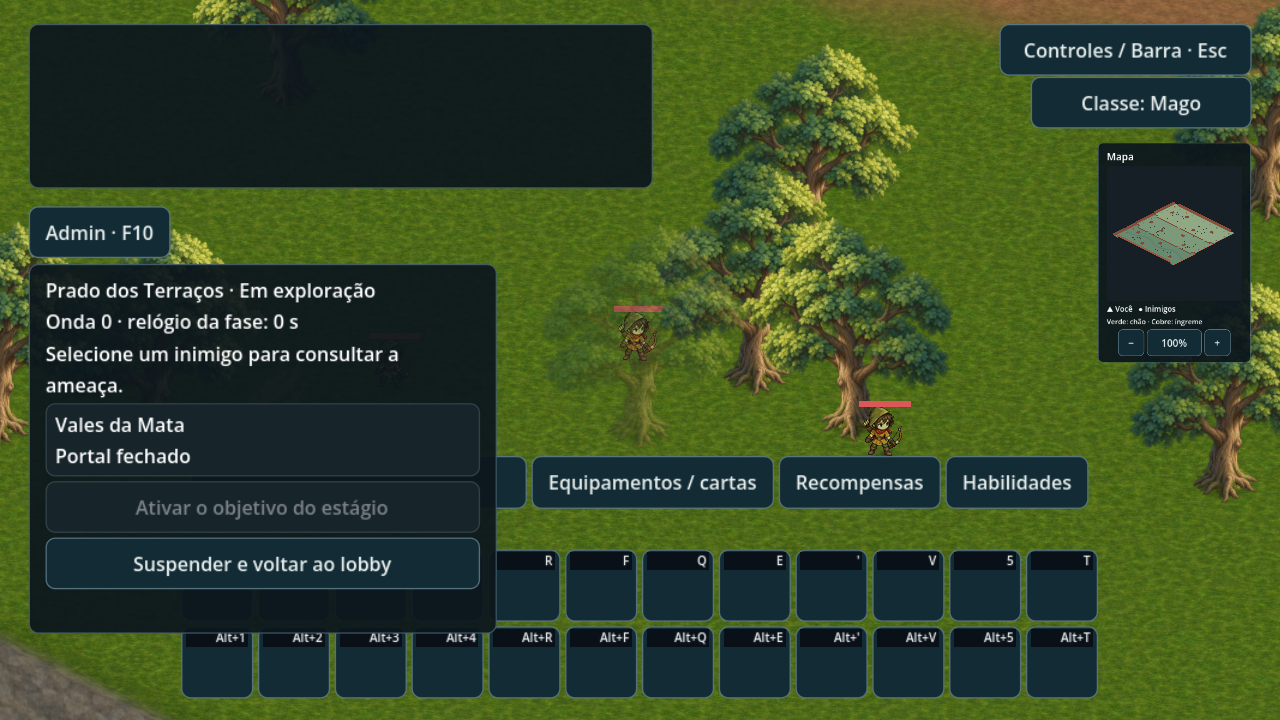 Controles / Barra · Esc
Classe: Mago
Mapa
▲ Você ● Inimigos
Verde: chão · Cobre: íngreme
− 100% +
Admin · F10
Prado dos Terraços · Em exploração
Onda 0 · relógio da fase: 0 s
Selecione um inimigo para consultar a
ameaça.
Vales da Mata
Portal fechado
Ativar o objetivo do estágio
Suspender e voltar ao lobby
Equipamentos / cartas
Recompensas
Habilidades
R F Q E ' V 5 T
Alt+1 Alt+2 Alt+3 Alt+4 Alt+R Alt+F Alt+Q Alt+E Alt+' Alt+V Alt+5 Alt+T